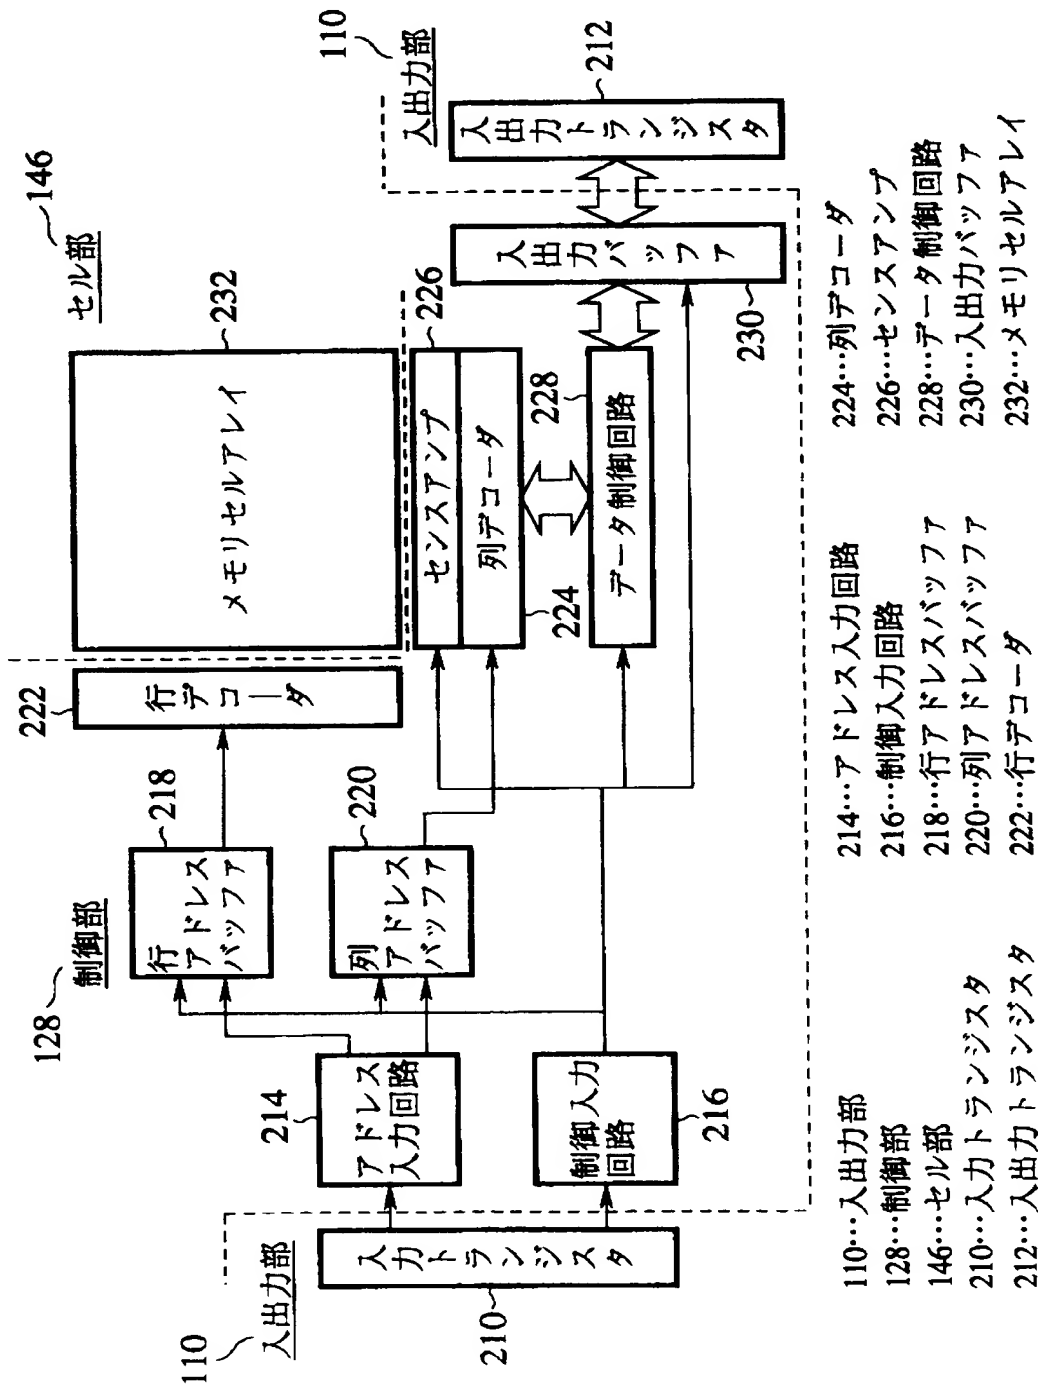 110
入出力部
入力トランジスタ
210
128
制御部
214
アドレス
入力回路
制御入力
回路
216
行
アドレス
バッファ
218
列
アドレス
バッファ
220
222
行デコーダ
セル部
146
メモリセルアレイ
232
センスアンプ
226
列デコーダ
224
データ制御回路
228
入出力バッファ
230
110
入出力部
入出力トランジスタ
212
110…入出力部
128…制御部
146…セル部
210…入力トランジスタ
212…入出力トランジスタ
214…アドレス入力回路
216…制御入力回路
218…行アドレスバッファ
220…列アドレスバッファ
222…行デコーダ
224…列デコーダ
226…センスアンプ
228…データ制御回路
230…入出力バッファ
232…メモリセルアレイ